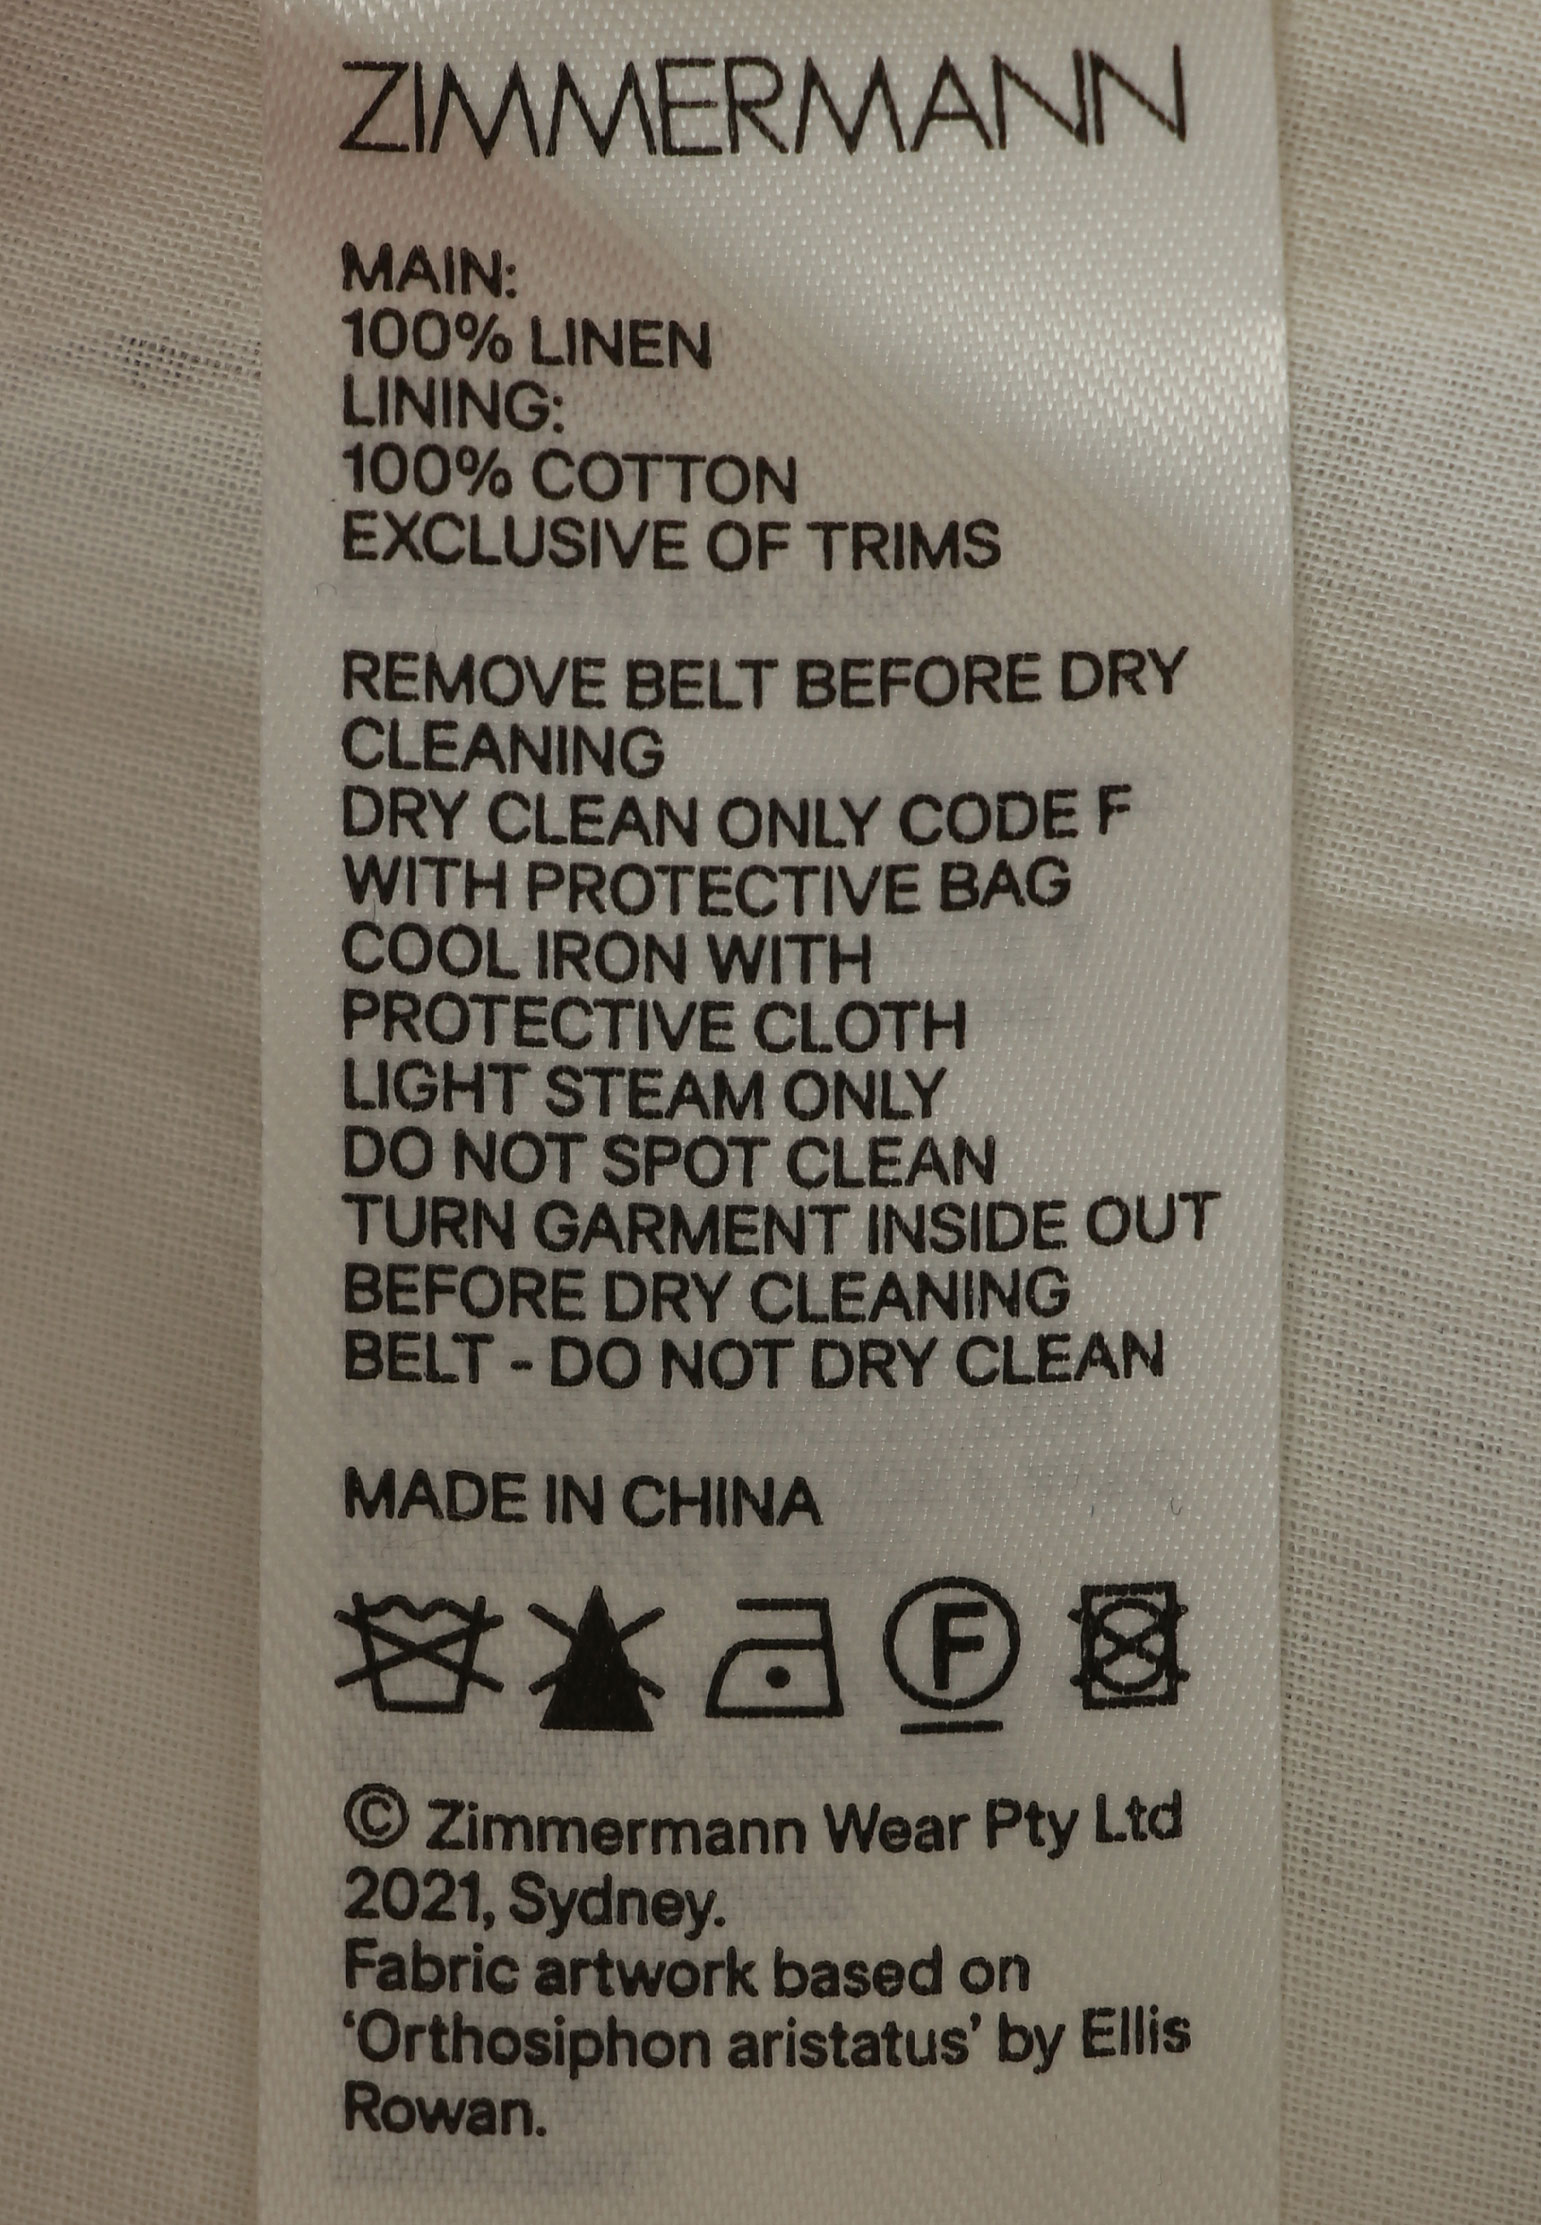 ZIMMERMANN
MAIN:
100% LINEN
LINING:
100% COTTON
EXCLUSIVE OF TRIMS
REMOVE BELT BEFORE DRY
CLEANING
DRY CLEAN ONLY CODE F
WITH PROTECTIVE BAG
COOL IRON WITH
PROTECTIVE CLOTH
LIGHT STEAM ONLY
DO NOT SPOT CLEAN
TURN GARMENT INSIDE OUT
BEFORE DRY CLEANING
BELT - DO NOT DRY CLEAN
MADE IN CHINA
F
© Zimmermann Wear Pty Ltd
2021, Sydney.
Fabric artwork based on
‘Orthosiphon aristatus’ by Ellis
Rowan.